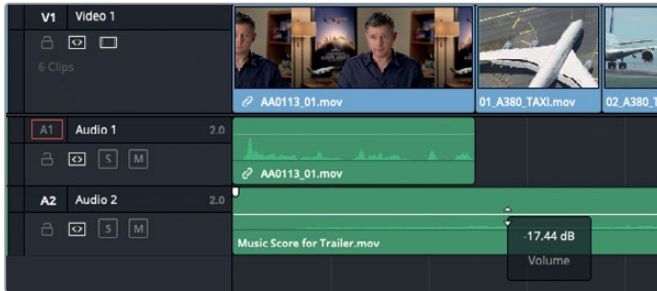 V1 Video 1
6 Clips
AA0113_01.mov
01_A380_TAXI.mov
02_A380_T
A1 Audio 1 2.0
S M
AA0113_01.mov
A2 Audio 2 2.0
S M
Music Score for Trailer.mov
-17.44 dB
Volume